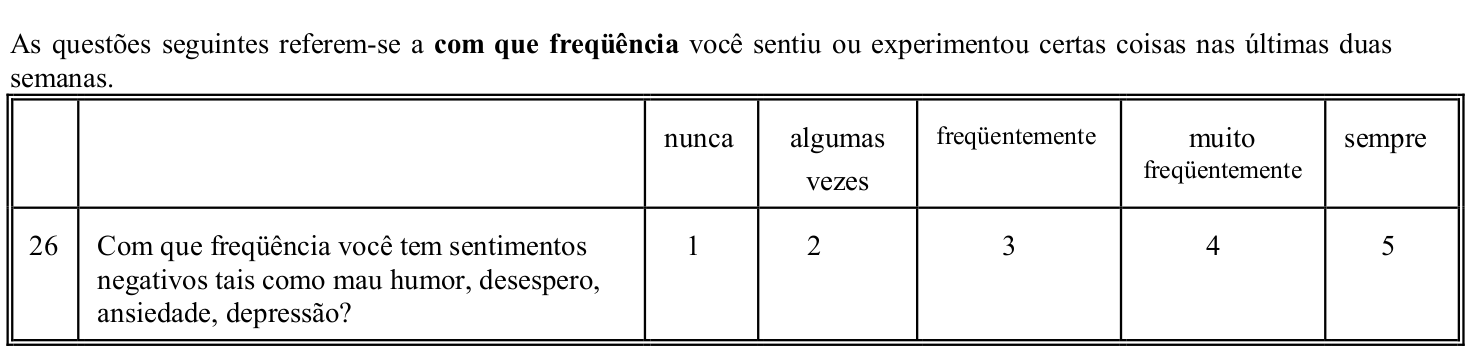 As questões seguintes referem-se a com que freqüência você sentiu ou experimentou certas coisas nas últimas duas
semanas.
nunca algumas vezes freqüentemente muito freqüentemente sempre
26 Com que freqüência você tem sentimentos 1 2 3 4 5
negativos tais como mau humor, desespero,
ansiedade, depressão?